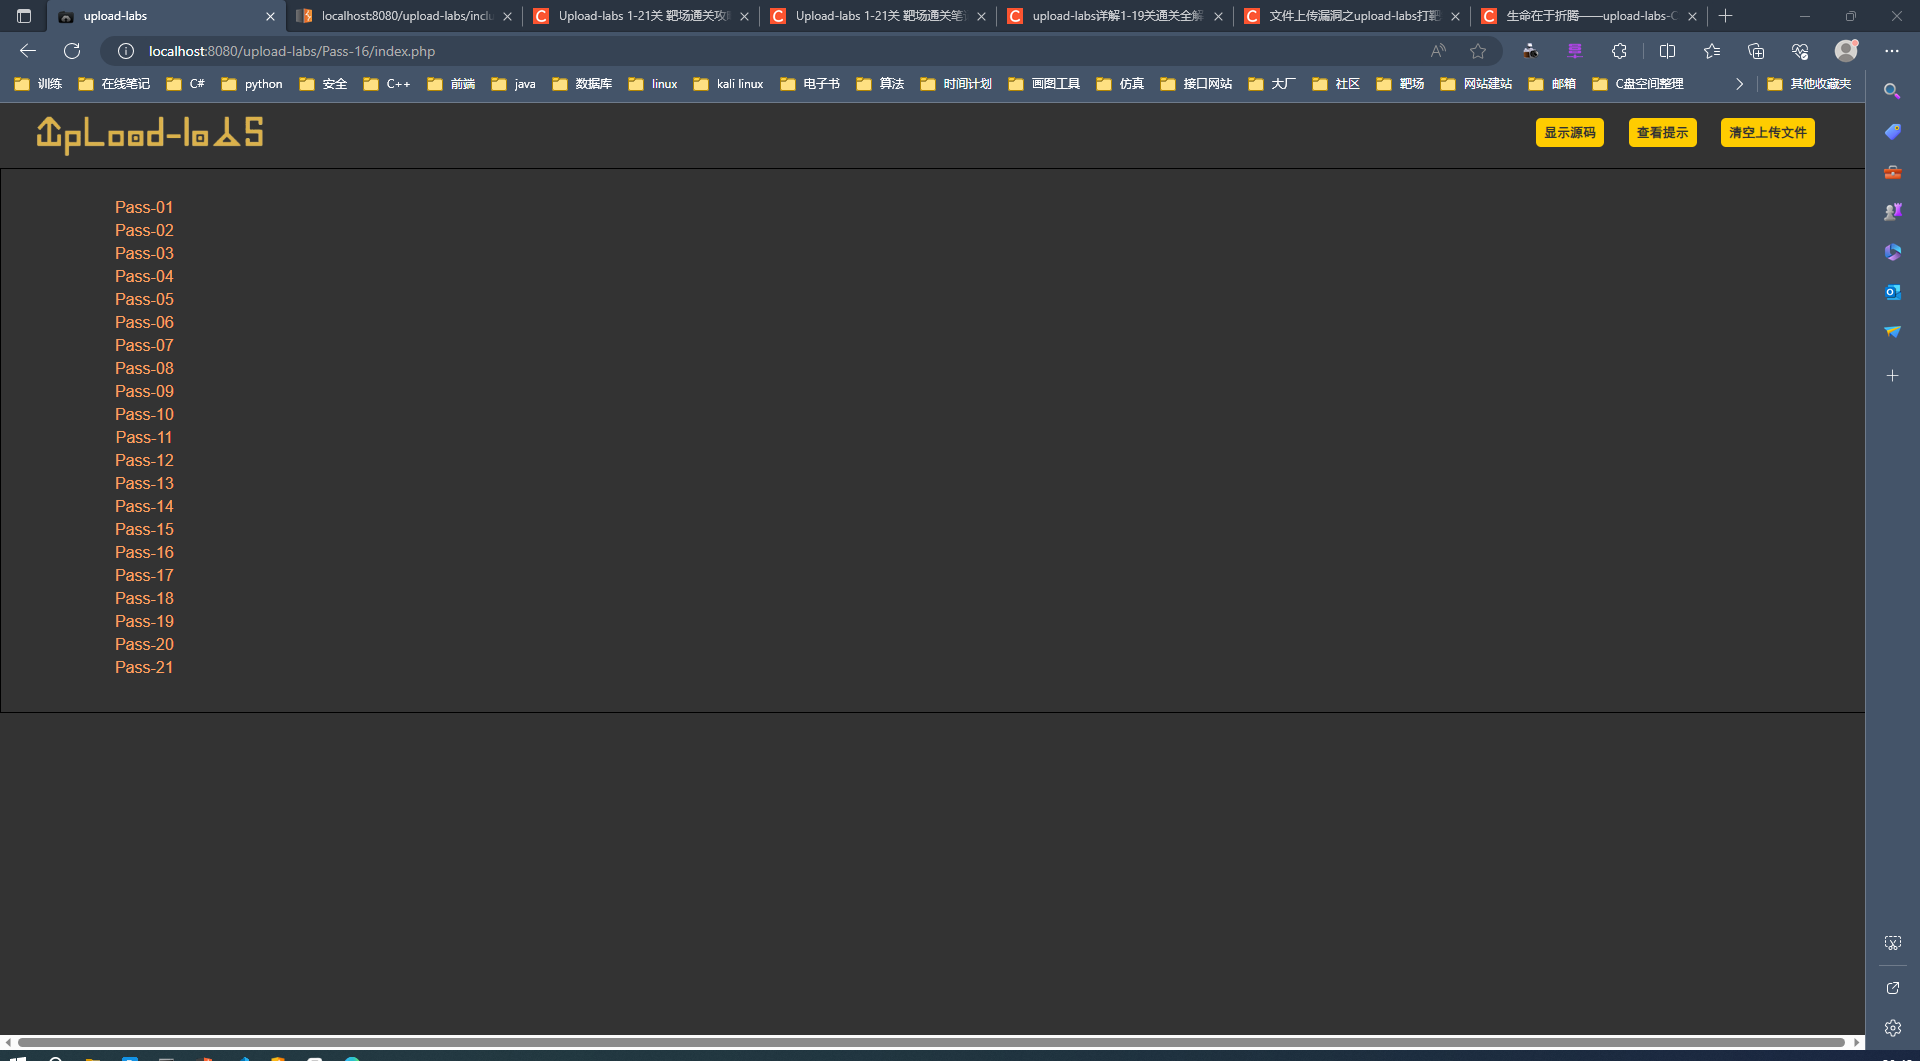 upload-labs
localhost:8080/upload-labs/inclu
Upload-labs 1-21关 靶场通关攻
Upload-labs 1-21关 靶场通关笔
upload-labs详解1-19关通关全解
文件上传漏洞之upload-labs打靶
生命在于折腾——upload-labs-C
localhost:8080/upload-labs/Pass-16/index.php
训练
在线笔记
C#
python
安全
C++
前端
java
数据库
linux
kali linux
电子书
算法
时间计划
画图工具
仿真
接口网站
大厂
社区
靶场
网站建站
邮箱
C盘空间整理
其他收藏夹
UpLoad-labS
显示源码
查看提示
清空上传文件
Pass-01
Pass-02
Pass-03
Pass-04
Pass-05
Pass-06
Pass-07
Pass-08
Pass-09
Pass-10
Pass-11
Pass-12
Pass-13
Pass-14
Pass-15
Pass-16
Pass-17
Pass-18
Pass-19
Pass-20
Pass-21